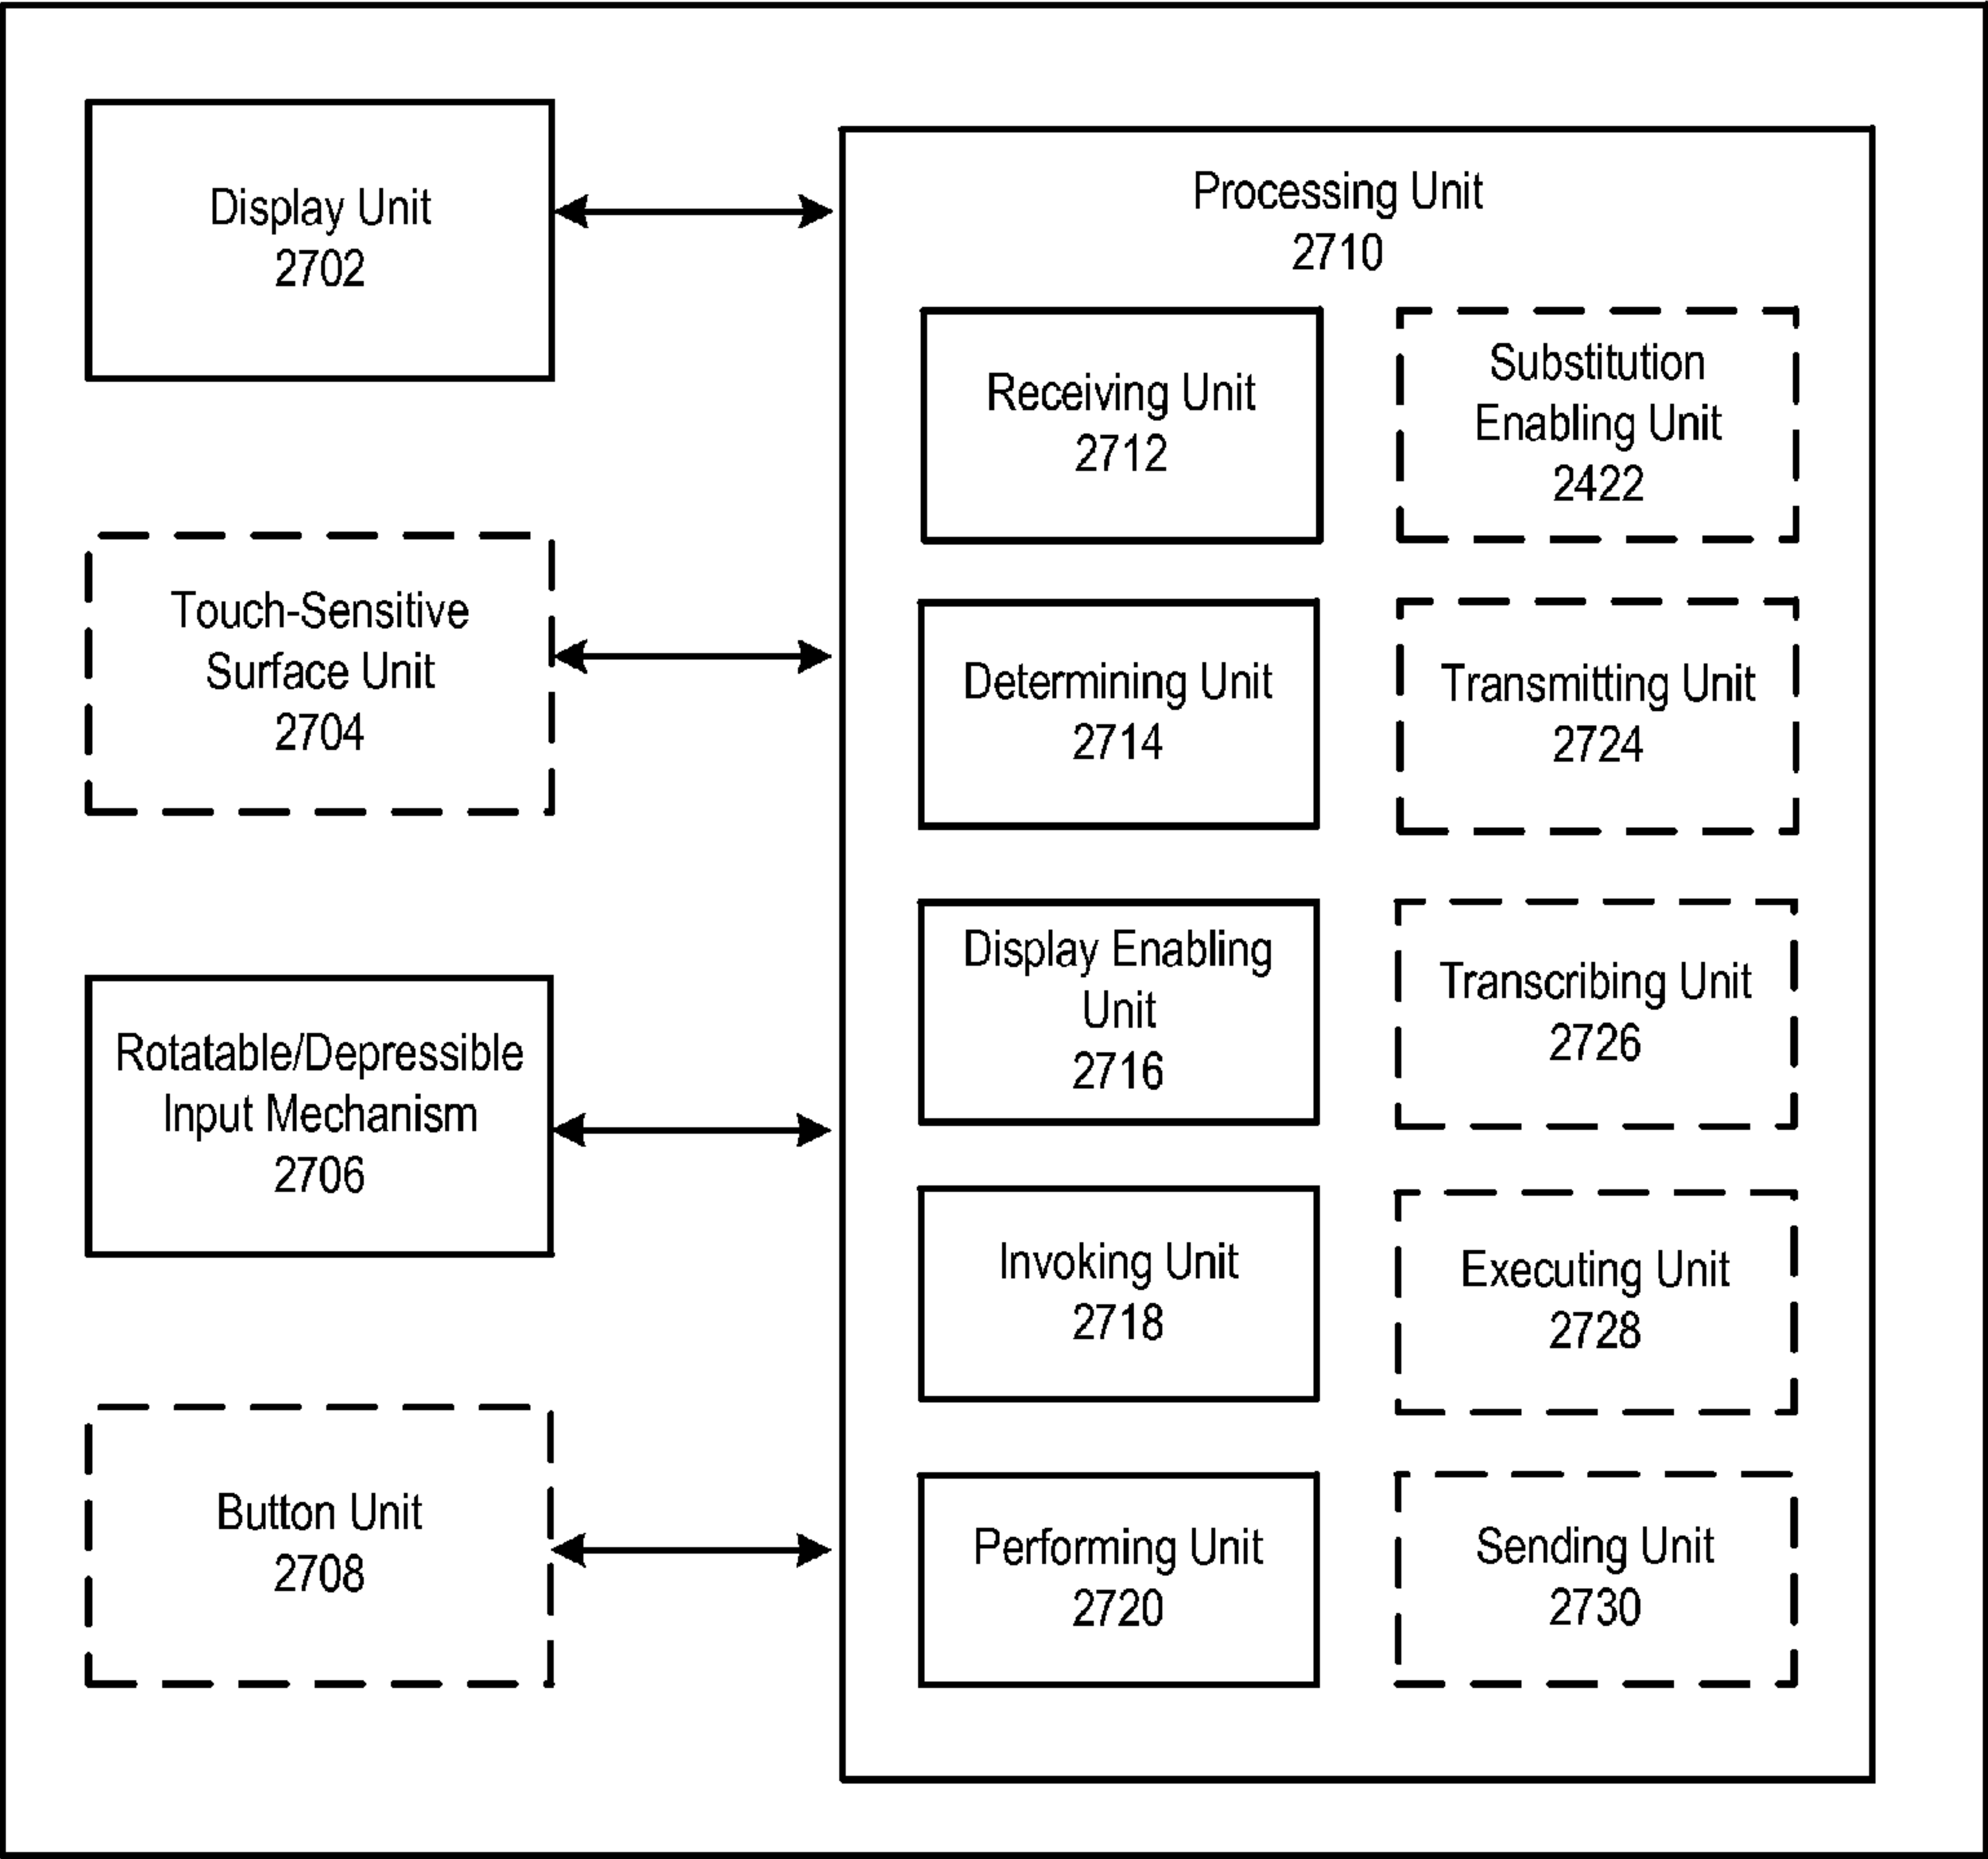 Display Unit
2702
Touch-Sensitive
Surface Unit
2704
Rotatable/Depressible
Input Mechanism
2706
Button Unit
2708
Processing Unit
2710
Receiving Unit
2712
Substitution
Enabling Unit
2422
Determining Unit
2714
Transmitting Unit
2724
Display Enabling
Unit
2716
Transcribing Unit
2726
Invoking Unit
2718
Executing Unit
2728
Performing Unit
2720
Sending Unit
2730